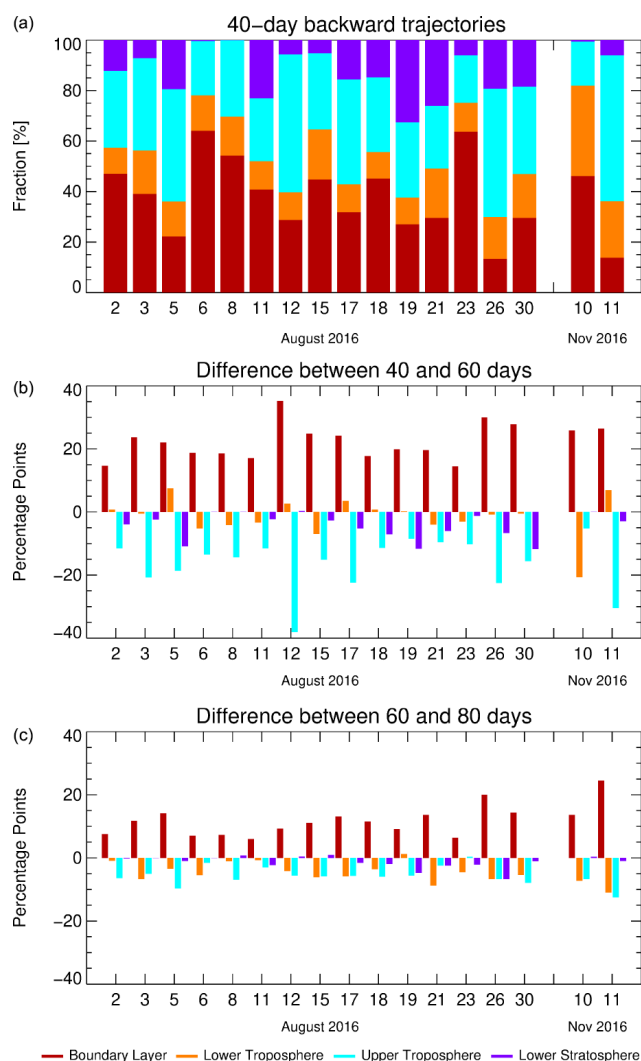 (a)
40-day backward trajectories
Fraction [%]
100
80
60
40
20
0
2 3 5 6 8 11 12 15 17 18 19 21 23 26 30 10 11
August 2016 Nov 2016
(b)
Difference between 40 and 60 days
Percentage Points
40
20
0
−20
−40
2 3 5 6 8 11 12 15 17 18 19 21 23 26 30 10 11
August 2016 Nov 2016
(c)
Difference between 60 and 80 days
Percentage Points
40
20
0
−20
−40
2 3 5 6 8 11 12 15 17 18 19 21 23 26 30 10 11
August 2016 Nov 2016
Boundary Layer Lower Troposphere Upper Troposphere Lower Stratosphere